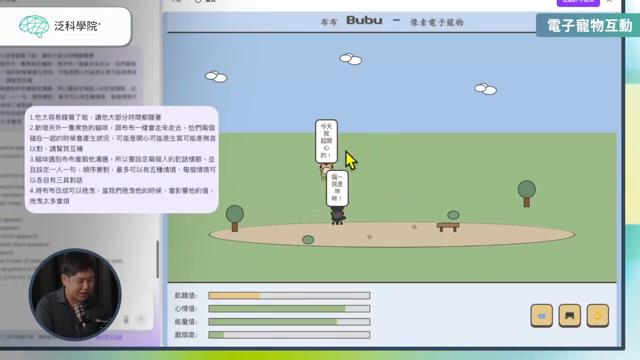 泛科學院
電子寵物互動
布布 Bubu - 像素電子寵物
1.他太容易睡覺了啦，讓他大部分時間都醒著
2.新增另外一隻黑色的貓咪，跟布布一樣會走來走去，他們兩個
碰在一起的時候會產生狀況，可能是開心可能是生氣可能是無言
以對，請幫我互補
3.貓咪遇到布布會跟他溝通，所以要設定兩個人的對話情節，並
且設定一人一句，順序要對，最多可以有五種情境，每個情境可
以各自有三具對話
4.將布布改成可以拖曳，當我們拖曳他的時候，會影響他的值，
拖曳太多會煩
今天
我
超開
心
的！
喵~
我是
咪
咪！
飢餓值:
心情值:
能量值:
厭煩度: